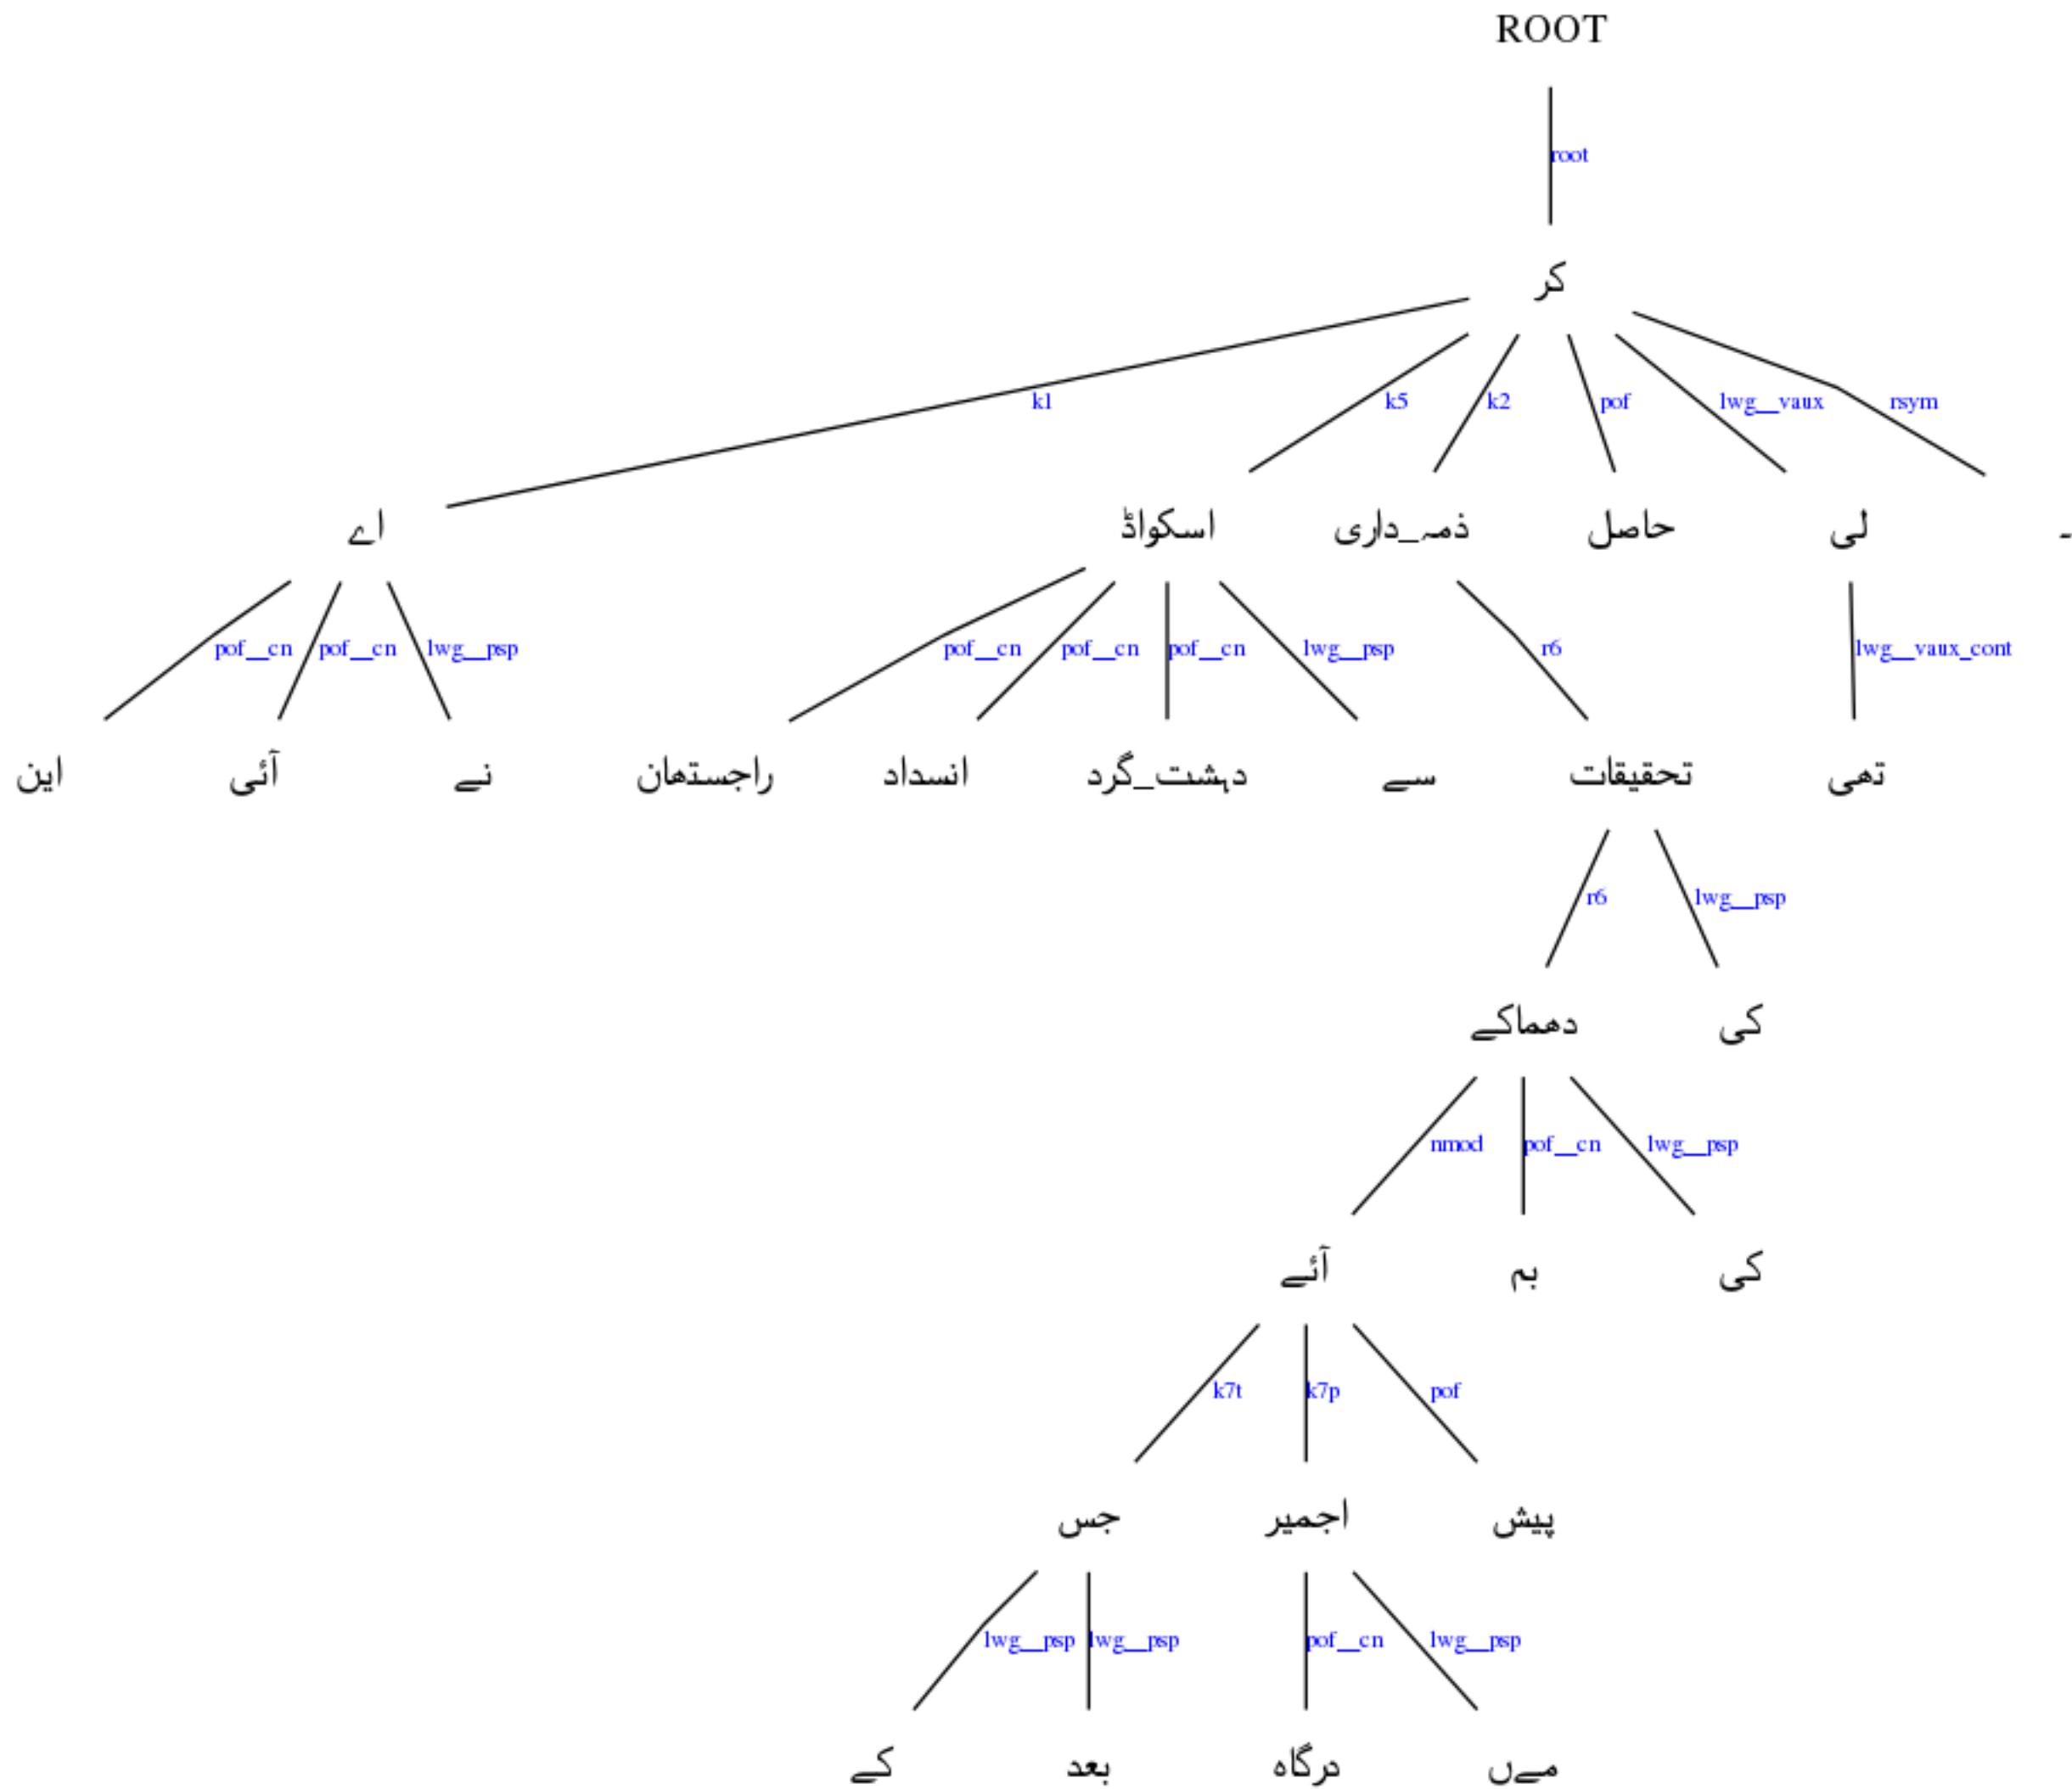 ROOT
root
کر
k1 k5 k2 pof lwg__vaux rsym
اے اسکواڈ ذمہ_داری حاصل لی ۔
pof__cn pof__cn lwg__psp pof__cn pof__cn pof__cn lwg__psp r6 lwg__vaux_cont
این آئی نے راجستھان انسداد دہشت_گرد سے تحقیقات تھی
r6 lwg__psp
دھماکے کی
nmod pof__cn lwg__psp
آئے بم کی
k7t k7p pof
جس اجمیر پیش
lwg__psp lwg__psp pof__cn lwg__psp
کے بعد درگاہ مےں